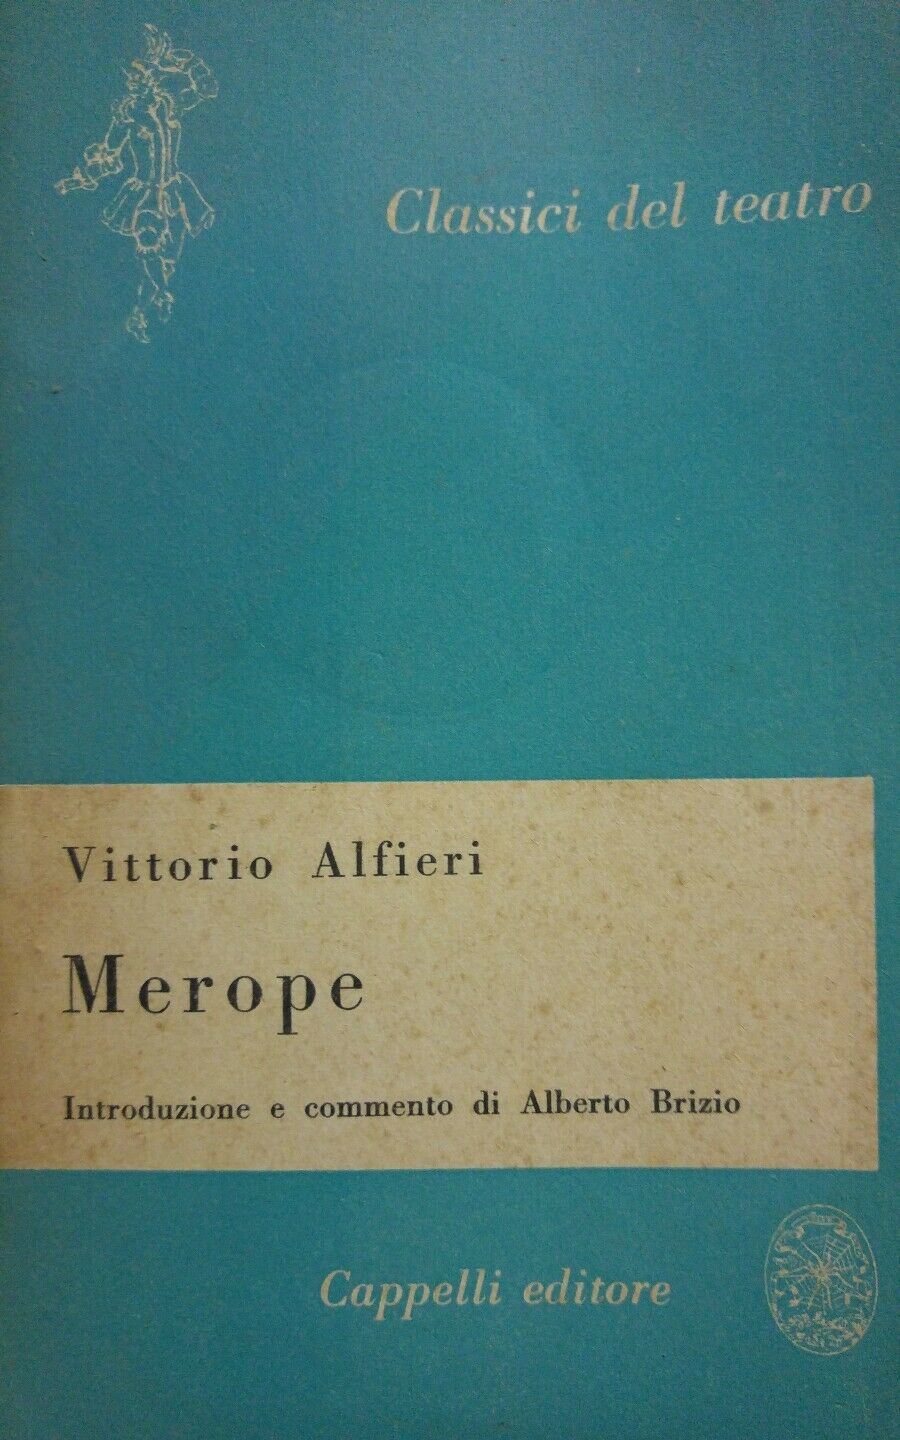 Classici del teatro
Vittorio Alfieri
Merope
Introduzione e commento di Alberto Brizio
Cappelli editore